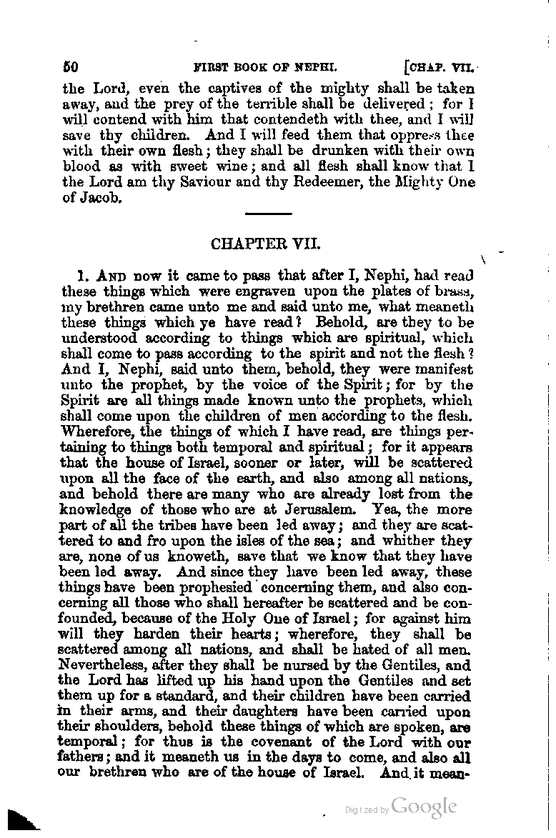 50 FIRST BOOK OF NEPHI. [CHAP. VII.
the Lord, even the captives of the mighty shall be taken
away, and the prey of the terrible shall be delivered; for I
will contend with him that contendeth with thee, and I will
save thy children. And I will feed them that oppress thee
with their own flesh; they shall be drunken with their own
blood as with sweet wine; and all flesh shall know that I
the Lord am thy Saviour and thy Redeemer, the Mighty One
of Jacob.
CHAPTER VII.
1. AND now it came to pass that after I, Nephi, had read
these things which were engraven upon the plates of brass,
my brethren came unto me and said unto me, what meaneth
these things which ye have read? Behold, are they to be
understood according to things which are spiritual, which
shall come to pass according to the spirit and not the flesh?
And I, Nephi, said unto them, behold, they were manifest
unto the prophet, by the voice of the Spirit; for by the
Spirit are all things made known unto the prophets, which
shall come upon the children of men according to the flesh.
Wherefore, the things of which I have read, are things per-
taining to things both temporal and spiritual; for it appears
that the house of Israel, sooner or later, will be scattered
upon all the face of the earth, and also among all nations,
and behold there are many who are already lost from the
knowledge of those who are at Jerusalem. Yea, the more
part of all the tribes have been led away; and they are scat-
tered to and fro upon the isles of the sea; and whither they
are, none of us knoweth, save that we know that they have
been led away. And since they have been led away, these
things have been prophesied concerning them, and also con-
cerning all those who shall hereafter be scattered and be con-
founded, because of the Holy One of Israel; for against him
will they harden their hearts; wherefore, they shall be
scattered among all nations, and shall be hated of all men.
Nevertheless, after they shall be nursed by the Gentiles, and
the Lord has lifted up his hand upon the Gentiles and set
them up for a standard, and their children have been carried
in their arms, and their daughters have been carried upon
their shoulders, behold these things of which are spoken, are
temporal; for thus is the covenant of the Lord with our
fathers; and it meaneth us in the days to come, and also all
our brethren who are of the house of Israel. And it mean-
Digitized by Google